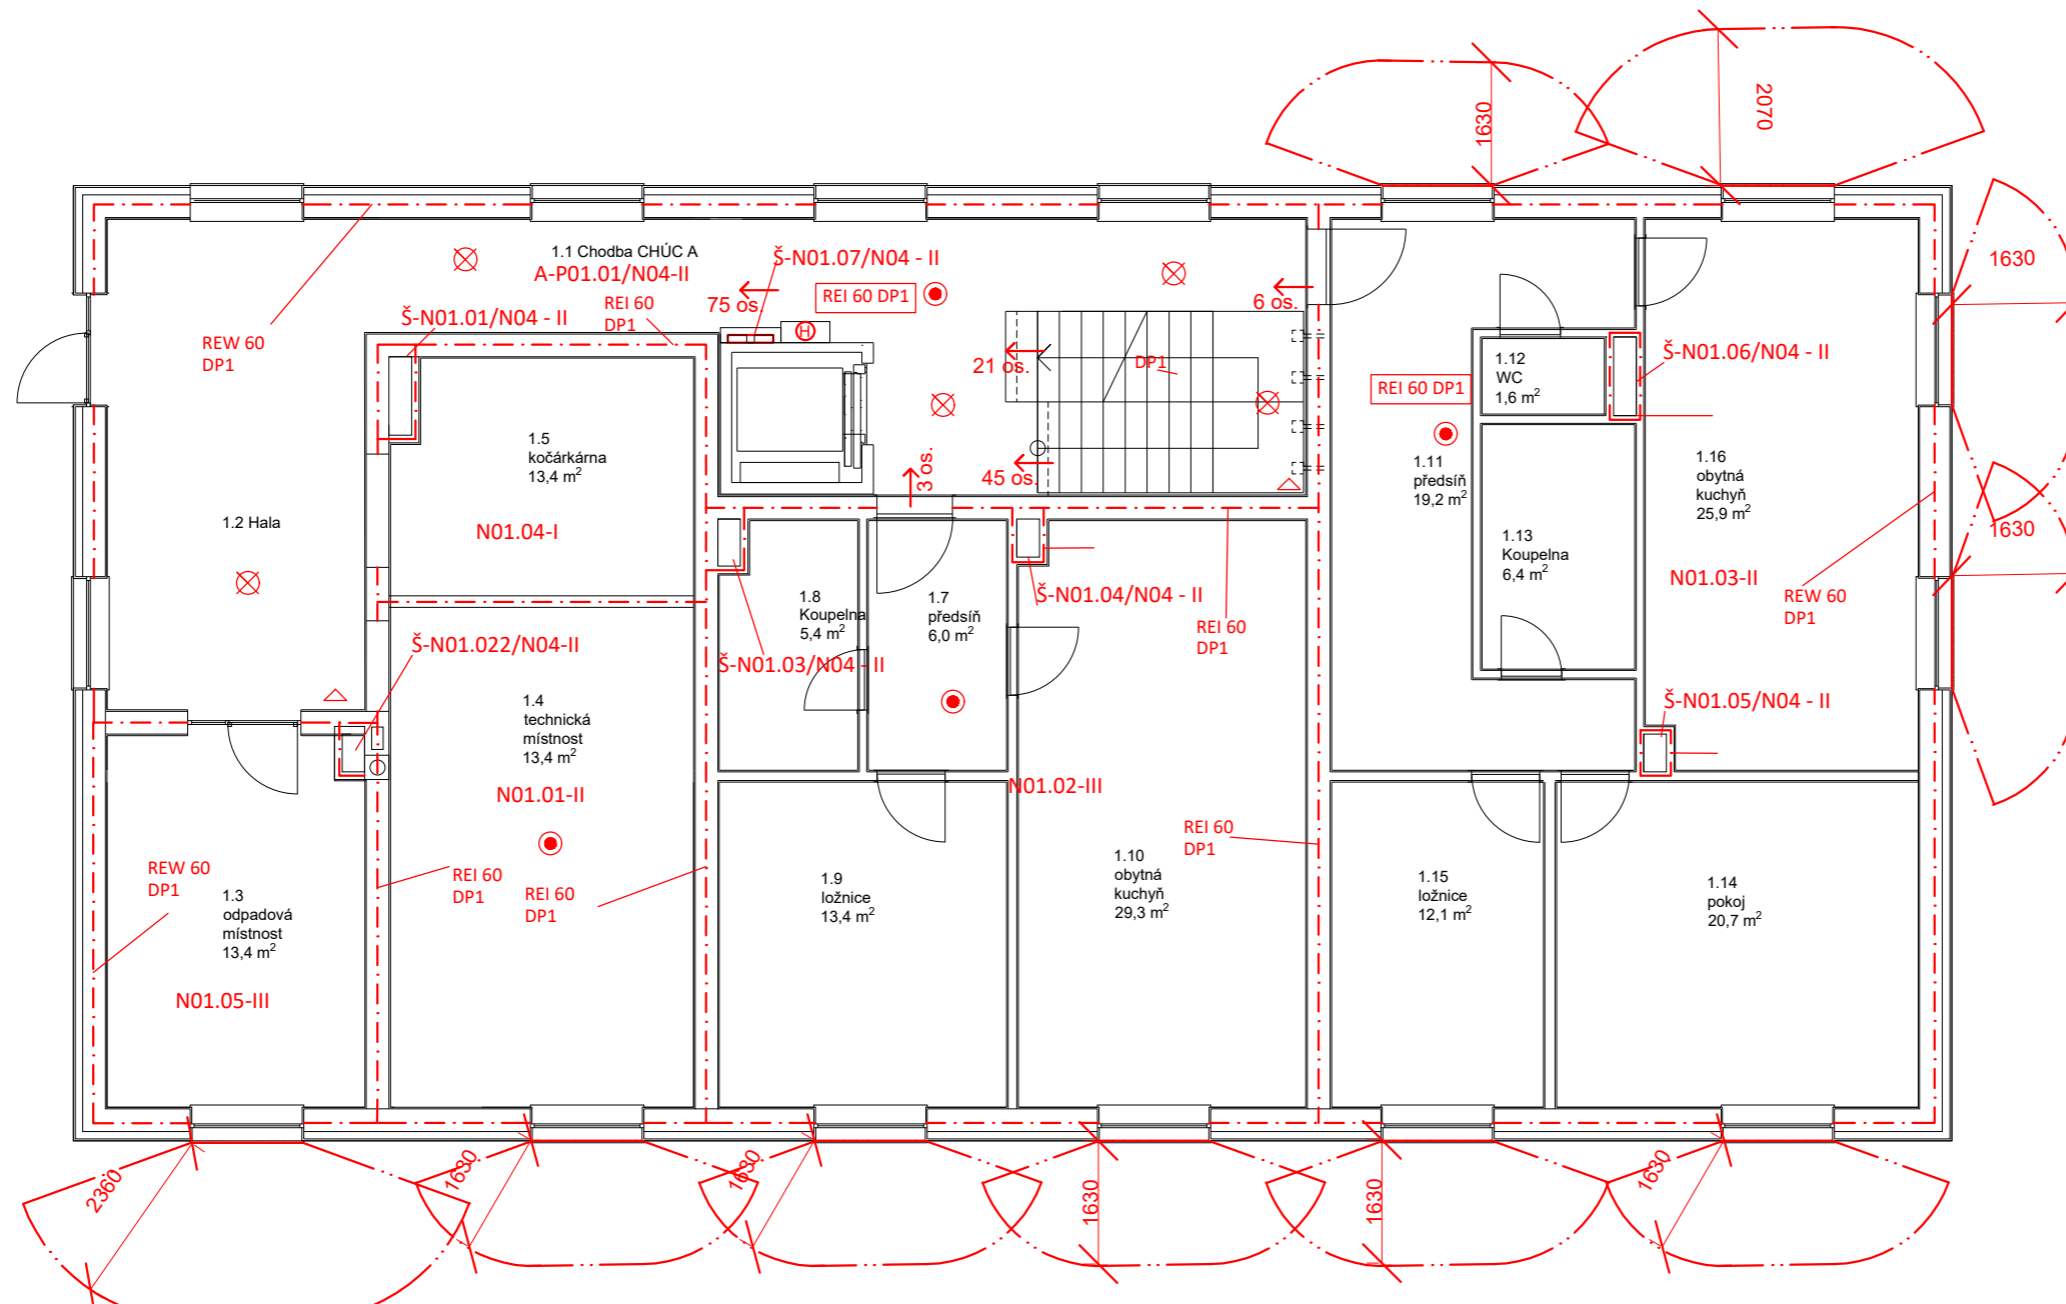 2070
1630
1.1 Chodba CHÚC A
A-P01.01/N04-II
Š-N01.07/N04 - II
REI 60 DP1
75 os.
6 os.
1630
REI 60
DP1
Š-N01.01/N04 - II
REW 60
DP1
H
21 os.
DP1
REI 60 DP1
1.12
WC
1,6 m²
Š-N01.06/N04 - II
1.5
kočárkárna
13,4 m²
3 os.
45 os.
1.11
předsíň
19,2 m²
1.16
obytná
kuchyň
25,9 m²
1.2 Hala
N01.04-I
1.13
Koupelna
6,4 m²
1630
N01.03-II
REW 60
DP1
1.8
Koupelna
5,4 m²
1.7
předsíň
6,0 m²
Š-N01.04/N04 - II
REI 60
DP1
Š-N01.022/N04-II
Š-N01.03/N04 - II
1.4
technická
místnost
13,4 m²
Š-N01.05/N04 - II
N01.01-II
N01.02-III
REI 60
DP1
REW 60
DP1
REI 60
DP1
REI 60
DP1
1.3
odpadová
místnost
13,4 m²
1.9
ložnice
13,4 m²
1.10
obytná
kuchyň
29,3 m²
1.15
ložnice
12,1 m²
1.14
pokoj
20,7 m²
N01.05-III
2360
1630
1630
1630
1630
1630